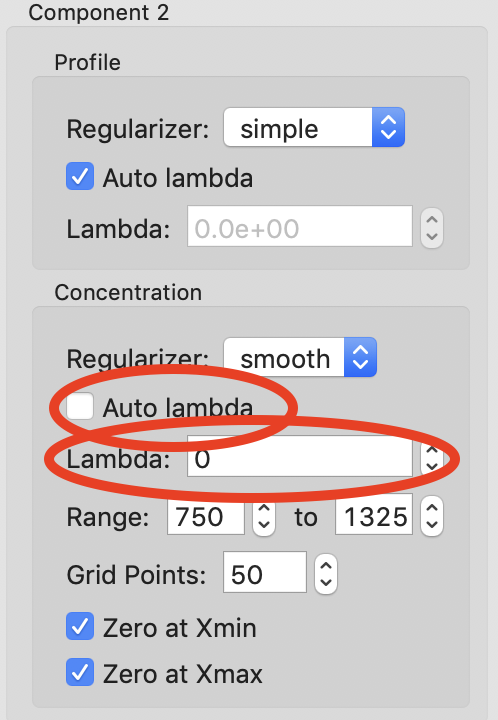 Component 2
Profile
Regularizer: simple
Auto lambda
Lambda: 0.0e+00
Concentration
Regularizer: smooth
Auto lambda
Lambda: 0
Range: 750 to 1325
Grid Points: 50
Zero at Xmin
Zero at Xmax